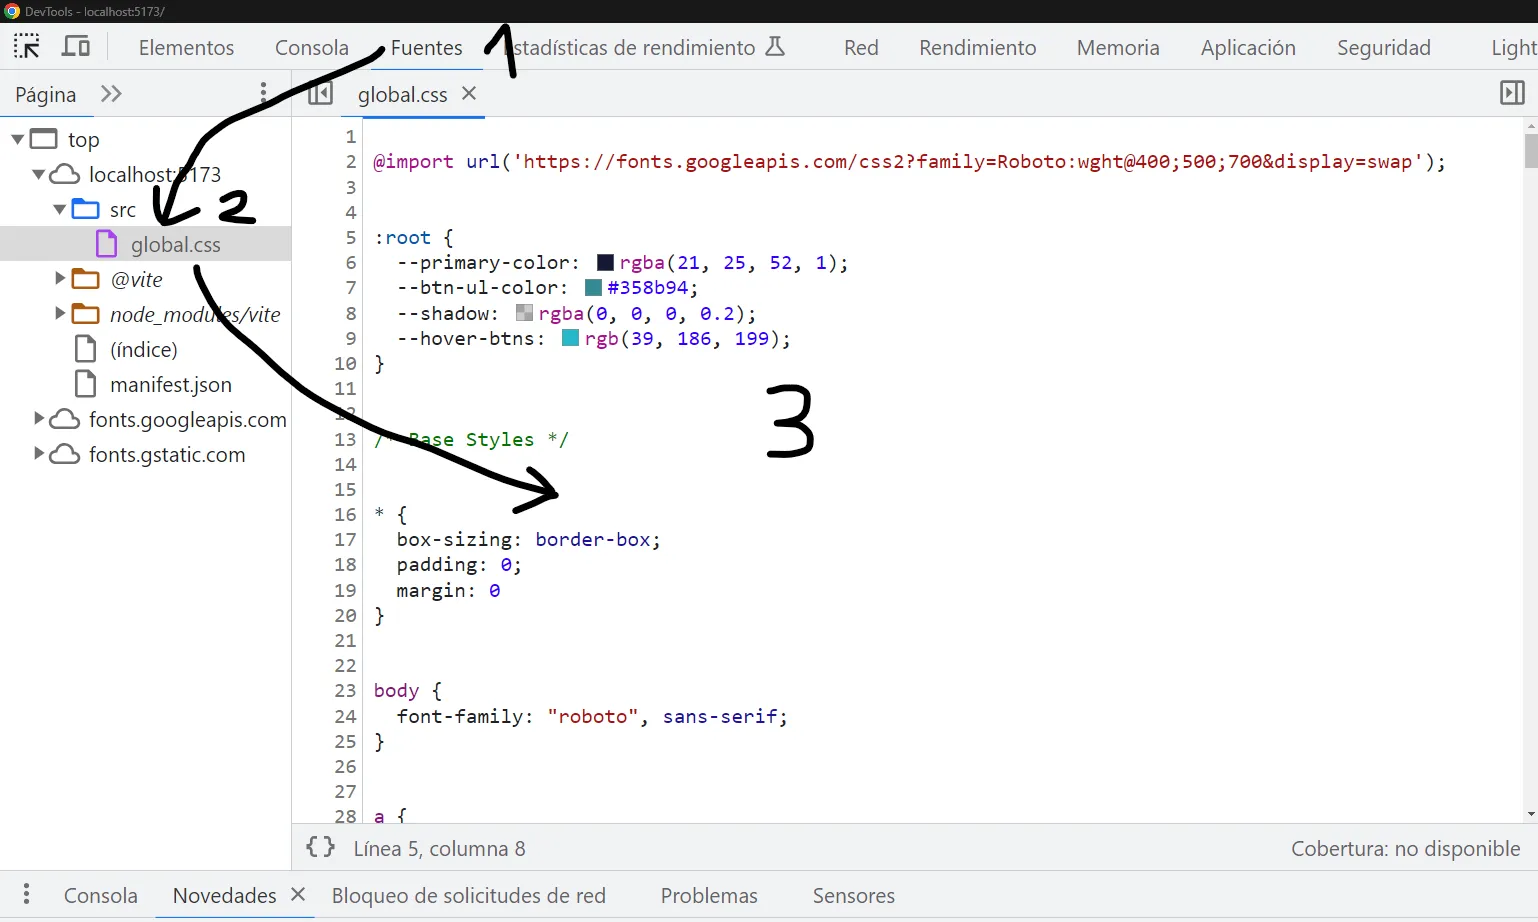 DevTools - localhost:5173/
Elementos Consola Fuentes 1 stadísticas de rendimiento Red Rendimiento Memoria Aplicación Seguridad Light
Página global.css
top
localhost:5173
src 2
global.css
@vite
node_modules/vite
(índice)
manifest.json
fonts.googleapis.com
fonts.gstatic.com
1
2 @import url('https://fonts.googleapis.com/css2?family=Roboto:wght@400;500;700&display=swap');
3
4
5 :root {
6 --primary-color: rgba(21, 25, 52, 1);
7 --btn-ul-color: #358b94;
8 --shadow: rgba(0, 0, 0, 0.2);
9 --hover-btns: rgb(39, 186, 199);
10 }
11
12
3
13 /* Base Styles */
14
15
16 * {
17 box-sizing: border-box;
18 padding: 0;
19 margin: 0
20 }
21
22
23 body {
24 font-family: "roboto", sans-serif;
25 }
26
27
28 a {
{ } Línea 5, columna 8 Cobertura: no disponible
Consola Novedades Bloqueo de solicitudes de red Problemas Sensores